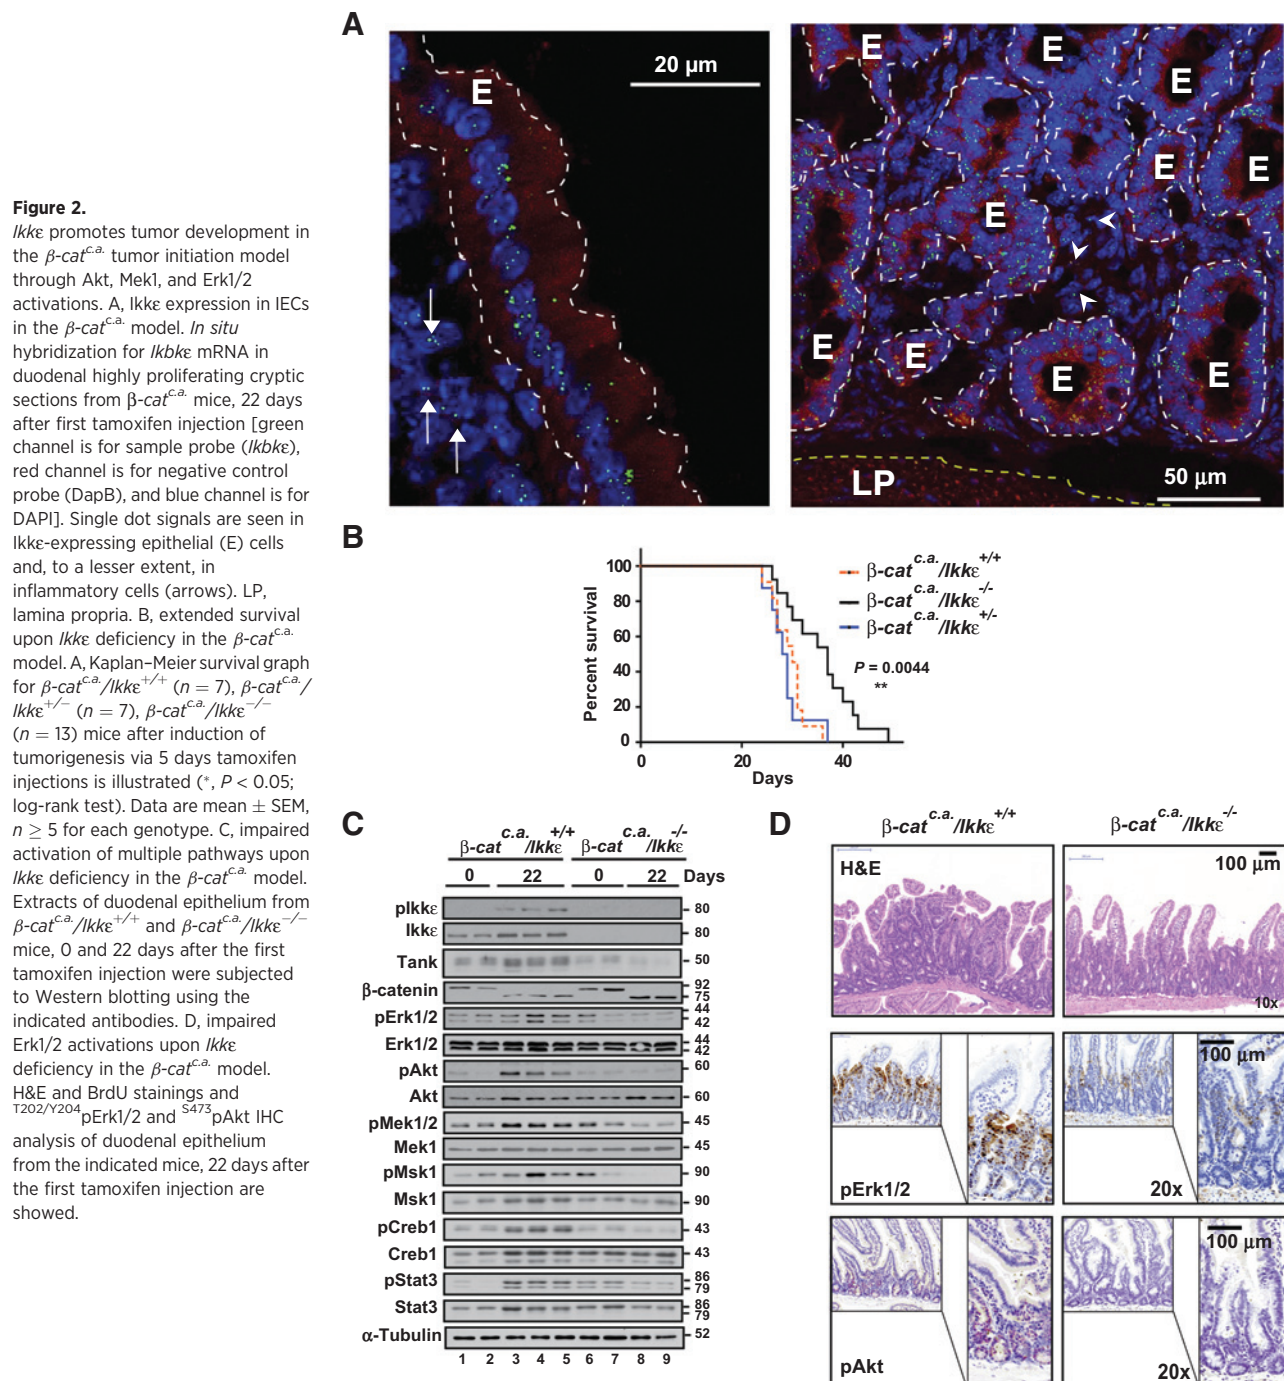 Figure 2.
Ikkε promotes tumor development in
the β-cat^c.a. tumor initiation model
through Akt, Mek1, and Erk1/2
activations. A, Ikkε expression in IECs
in the β-cat^c.a. model. In situ
hybridization for Ikbkε mRNA in
duodenal highly proliferating cryptic
sections from β-cat^c.a. mice, 22 days
after first tamoxifen injection [green
channel is for sample probe (Ikbkε),
red channel is for negative control
probe (DapB), and blue channel is for
DAPI]. Single dot signals are seen in
Ikkε-expressing epithelial (E) cells
and, to a lesser extent, in
inflammatory cells (arrows). LP,
lamina propria. B, extended survival
upon Ikkε deficiency in the β-cat^c.a.
model. A, Kaplan–Meier survival graph
for β-cat^c.a./Ikkε^+/+ (n = 7), β-cat^c.a./
Ikkε^+/− (n = 7), β-cat^c.a./Ikkε^−/−
(n = 13) mice after induction of
tumorigenesis via 5 days tamoxifen
injections is illustrated (*, P < 0.05;
log-rank test). Data are mean ± SEM,
n ≥ 5 for each genotype. C, impaired
activation of multiple pathways upon
Ikkε deficiency in the β-cat^c.a. model.
Extracts of duodenal epithelium from
β-cat^c.a./Ikkε^+/+ and β-cat^c.a./Ikkε^−/−
mice, 0 and 22 days after the first
tamoxifen injection were subjected
to Western blotting using the
indicated antibodies. D, impaired
Erk1/2 activations upon Ikkε
deficiency in the β-cat^c.a. model.
H&E and BrdU stainings and
T202/Y204pErk1/2 and S473pAkt IHC
analysis of duodenal epithelium
from the indicated mice, 22 days after
the first tamoxifen injection are
showed.
A
E
20 μm
E E E
E E
E
E E E E
LP
50 μm
B
Percent survival
100
80
60
40
20
0
0 20 40
Days
β-cat^c.a./Ikkε^+/+
β-cat^c.a./Ikkε^-/-
β-cat^c.a./Ikkε^+/-
P = 0.0044
**
C
β-cat^c.a./Ikkε^+/+ β-cat^c.a./Ikkε^-/-
0 22 0 22 Days
pIkkε 80
Ikkε 80
Tank 50
β-catenin 92
75
pErk1/2 44
42
Erk1/2 44
42
pAkt 60
Akt 60
pMek1/2 45
Mek1 45
pMsk1 90
Msk1 90
pCreb1 43
Creb1 43
pStat3 86
79
Stat3 86
79
α-Tubulin 52
1 2 3 4 5 6 7 8 9
D
β-cat^c.a./Ikkε^+/+ β-cat^c.a./Ikkε^-/-
H&E
100 μm
10x
100 μm
pErk1/2
20x
100 μm
pAkt
20x